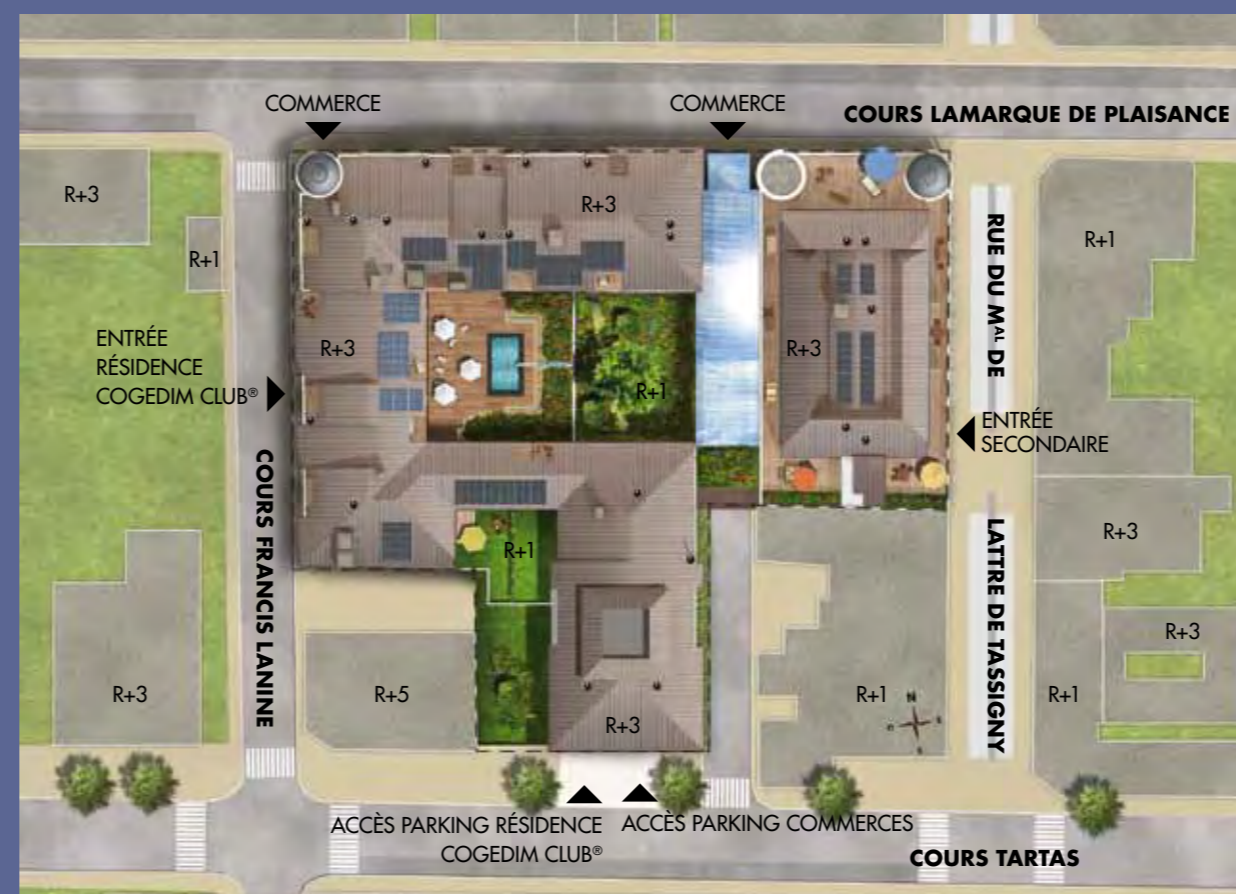 COMMERCE
COMMERCE
COURS LAMARQUE DE PLAISANCE
R+3
R+3
R+1
R+1
RUE DU MAL DE
ENTRÉE
RÉSIDENCE
COGEDIM CLUB®
R+3
R+3
R+1
ENTRÉE
SECONDAIRE
COURS FRANCIS LANINE
R+1
R+3
LATTRE DE TASSIGNY
R+3
R+3
R+5
R+3
R+1
N
E
S
O
R+1
ACCÈS PARKING RÉSIDENCE
COGEDIM CLUB®
ACCÈS PARKING COMMERCES
COURS TARTAS